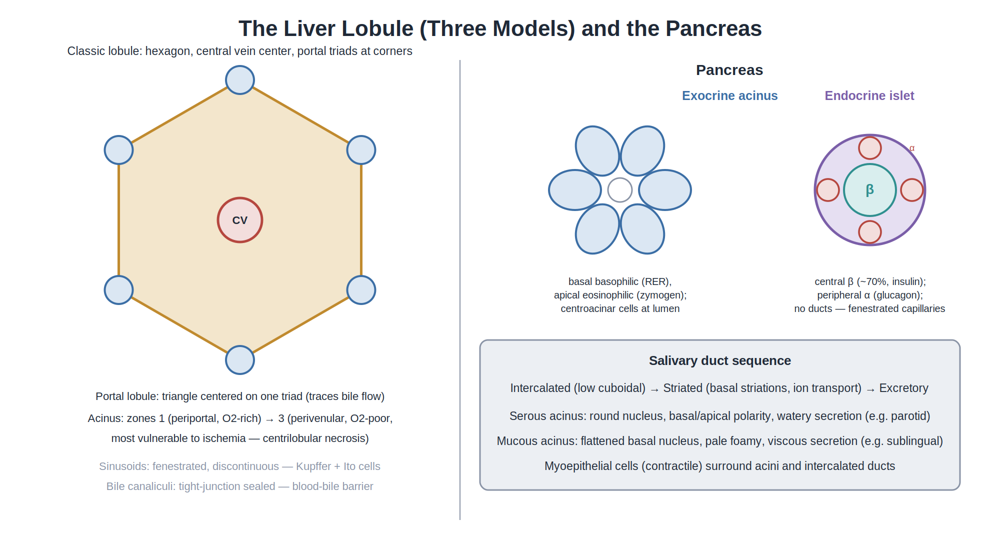 The Liver Lobule (Three Models) and the Pancreas
Classic lobule: hexagon, central vein center, portal triads at corners
CV
Portal lobule: triangle centered on one triad (traces bile flow)
Acinus: zones 1 (periportal, O2-rich) → 3 (perivenular, O2-poor,
most vulnerable to ischemia — centrilobular necrosis)
Sinusoids: fenestrated, discontinuous — Kupffer + Ito cells
Bile canaliculi: tight-junction sealed — blood-bile barrier
Pancreas
Exocrine acinus
basal basophilic (RER),
apical eosinophilic (zymogen);
centroacinar cells at lumen
Endocrine islet
α
β
central β (~70%, insulin);
peripheral α (glucagon);
no ducts — fenestrated capillaries
Salivary duct sequence
Intercalated (low cuboidal) → Striated (basal striations, ion transport) → Excretory
Serous acinus: round nucleus, basal/apical polarity, watery secretion (e.g. parotid)
Mucous acinus: flattened basal nucleus, pale foamy, viscous secretion (e.g. sublingual)
Myoepithelial cells (contractile) surround acini and intercalated ducts